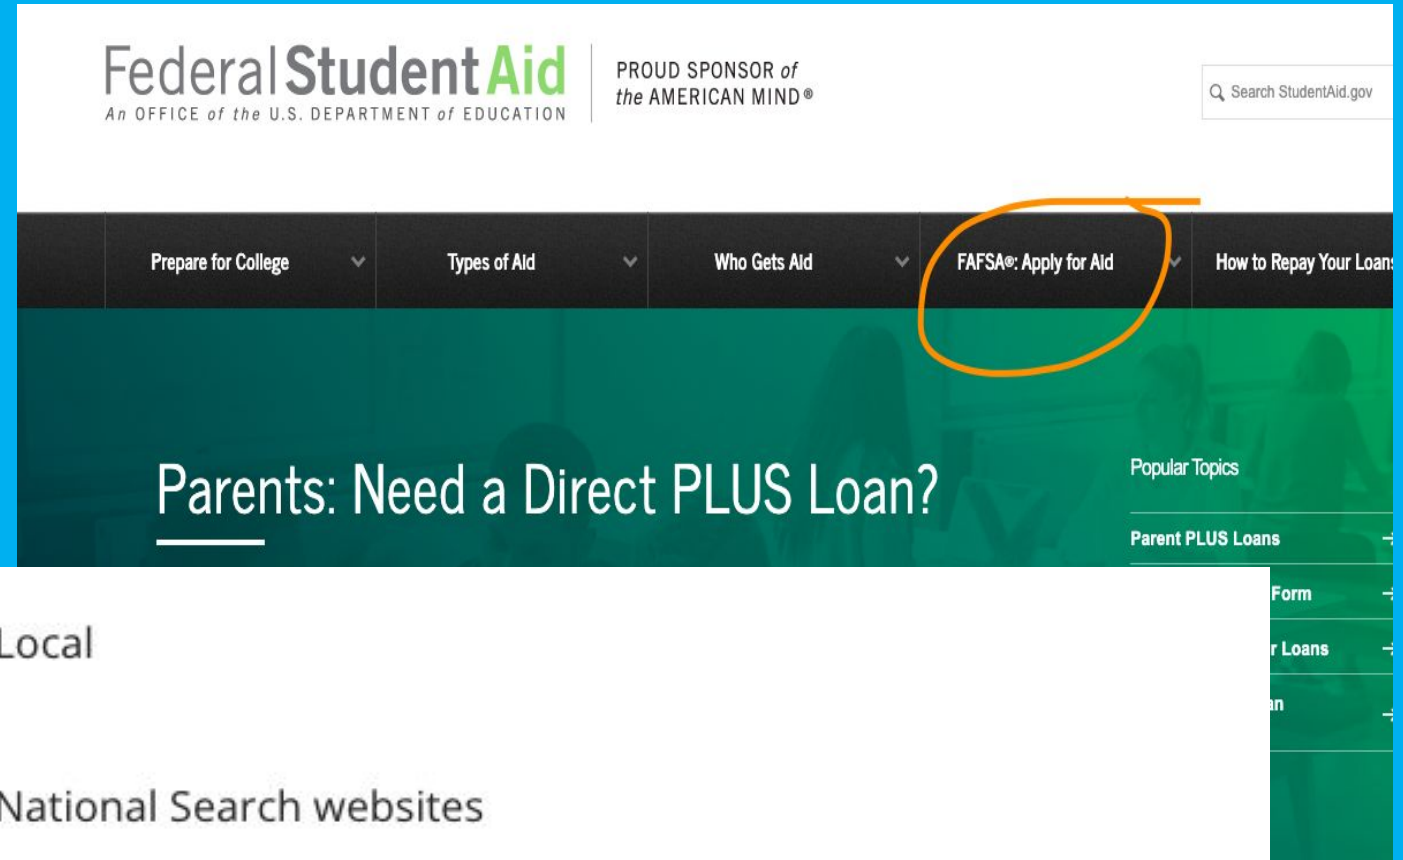 Federal Student Aid
An OFFICE of the U.S. DEPARTMENT of EDUCATION
PROUD SPONSOR of
the AMERICAN MIND®
Search StudentAid.gov
Prepare for College
Types of Aid
Who Gets Aid
FAFSA®: Apply for Aid
How to Repay Your Loans
Parents: Need a Direct PLUS Loan?
Popular Topics
Parent PLUS Loans
Form
r Loans
an
Local
National Search websites